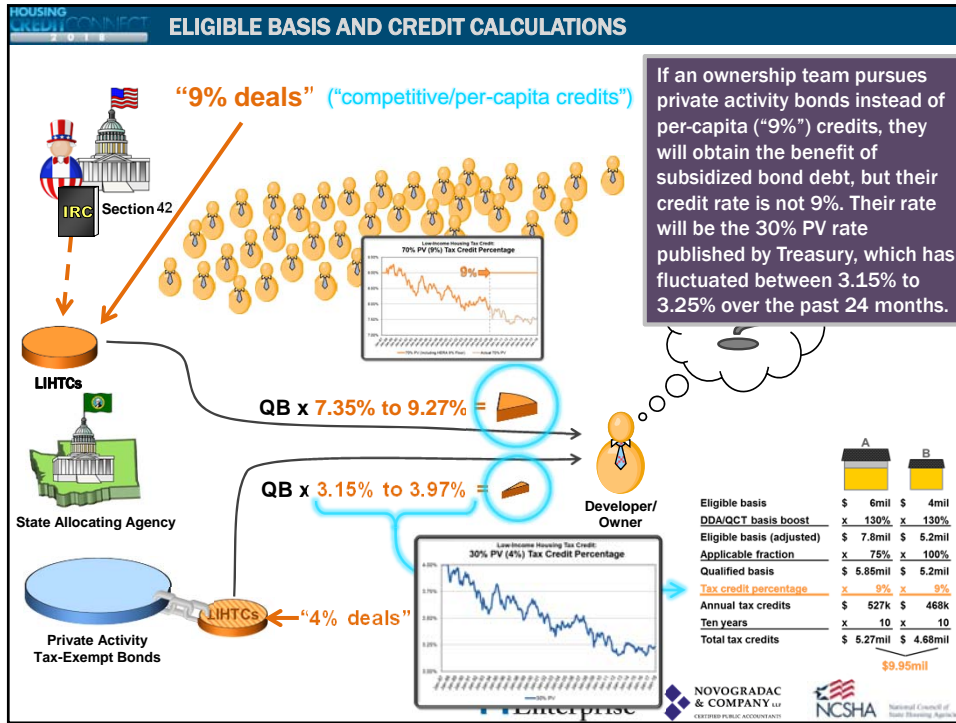 HOUSING
CREDIT CONNECT
2018
ELIGIBLE BASIS AND CREDIT CALCULATIONS
“9% deals” (“competitive/per-capita credits”)
If an ownership team pursues
private activity bonds instead of
per-capita (“9%”) credits, they
will obtain the benefit of
subsidized bond debt, but their
credit rate is not 9%. Their rate
will be the 30% PV rate
published by Treasury, which has
fluctuated between 3.15% to
3.25% over the past 24 months.
IRC Section 42
Low-Income Housing Tax Credit:
70% PV (9%) Tax Credit Percentage
9%
LIHTCs
QB x 7.35% to 9.27% =
State Allocating Agency
QB x 3.15% to 3.97% =
Developer/
Owner
Low-Income Housing Tax Credit:
30% PV (4%) Tax Credit Percentage
4.00%
3.75%
3.25%
3.00%
30% PV
LIHTCs
“4% deals”
Private Activity
Tax-Exempt Bonds
A B
Eligible basis $ 6mil $ 4mil
DDA/QCT basis boost x 130% x 130%
Eligible basis (adjusted) $ 7.8mil $ 5.2mil
Applicable fraction x 75% x 100%
Qualified basis $ 5.85mil $ 5.2mil
Tax credit percentage x 9% x 9%
Annual tax credits $ 527k $ 468k
Ten years x 10 x 10
Total tax credits $ 5.27mil $ 4.68mil
$9.95mil
Enterprise
NOVOGRADAC
& COMPANY LLP
CERTIFIED PUBLIC ACCOUNTANTS
NCSHA
National Council of
State Housing Agencies